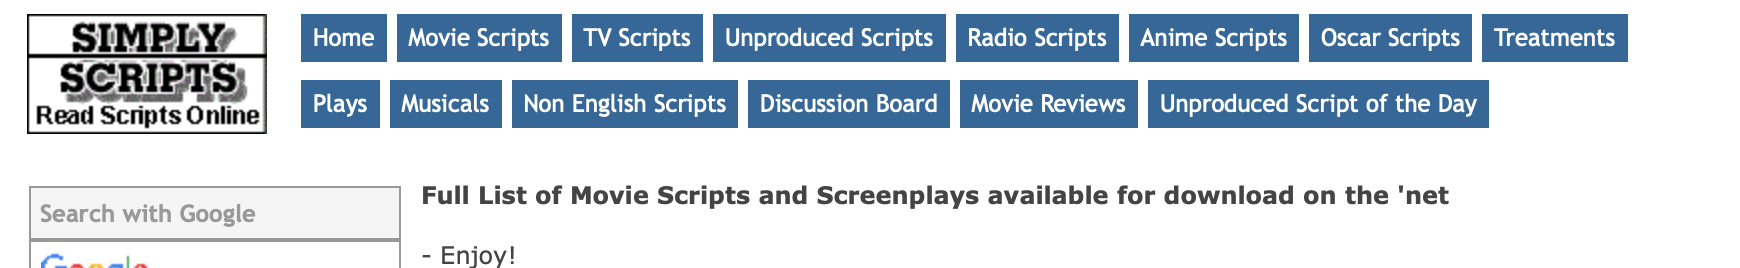 SIMPLY
SCRIPTS
Read Scripts Online
Home Movie Scripts TV Scripts Unproduced Scripts Radio Scripts Anime Scripts Oscar Scripts Treatments
Plays Musicals Non English Scripts Discussion Board Movie Reviews Unproduced Script of the Day
Search with Google
Google
Full List of Movie Scripts and Screenplays available for download on the 'net
- Enjoy!